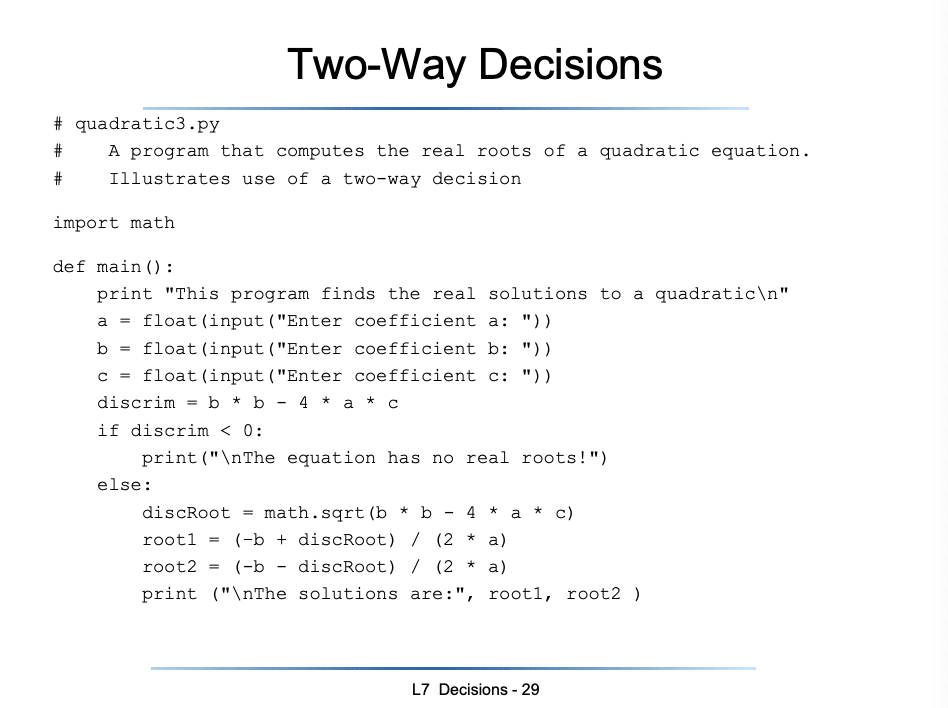 Two-Way Decisions
# quadratic3.py
#    A program that computes the real roots of a quadratic equation.
#    Illustrates use of a two-way decision
import math
def main():
    print "This program finds the real solutions to a quadratic\n"
    a = float(input("Enter coefficient a: "))
    b = float(input("Enter coefficient b: "))
    c = float(input("Enter coefficient c: "))
    discrim = b * b - 4 * a * c
    if discrim < 0:
        print("\nThe equation has no real roots!")
    else:
        discRoot = math.sqrt(b * b - 4 * a * c)
        root1 = (-b + discRoot) / (2 * a)
        root2 = (-b - discRoot) / (2 * a)
        print ("\nThe solutions are:", root1, root2 )
L7  Decisions - 29